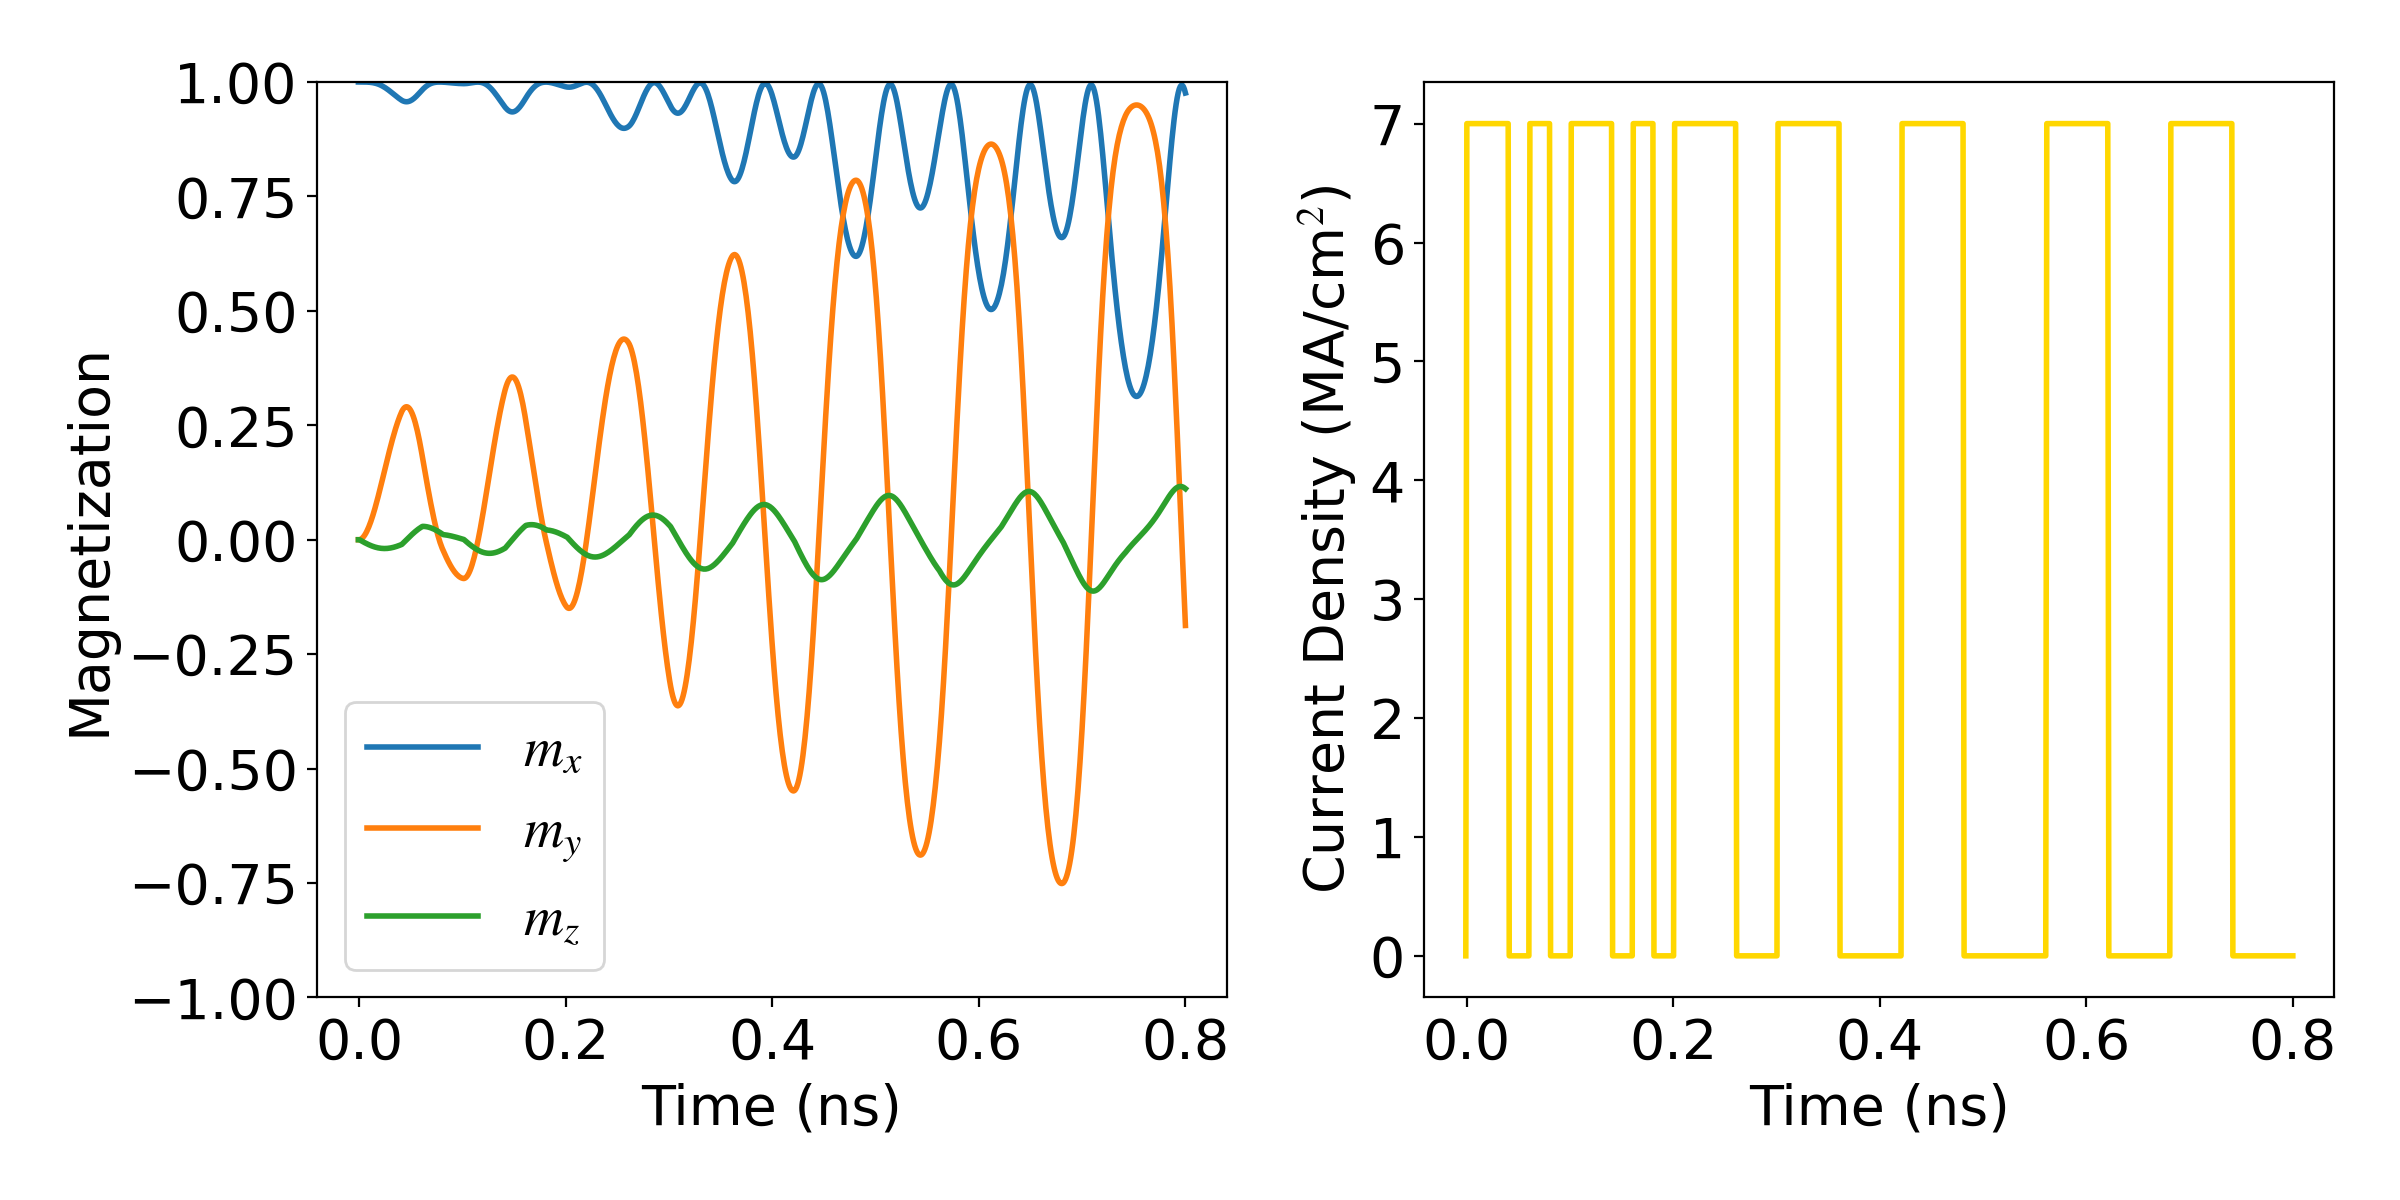 1.00
0.75
0.50
0.25
0.00
−0.25
−0.50
−0.75
−1.00
Magnetization
m_x
m_y
m_z
0.0 0.2 0.4 0.6 0.8
Time (ns)
7
6
5
4
3
2
1
0
Current Density (MA/cm²)
0.0 0.2 0.4 0.6 0.8
Time (ns)